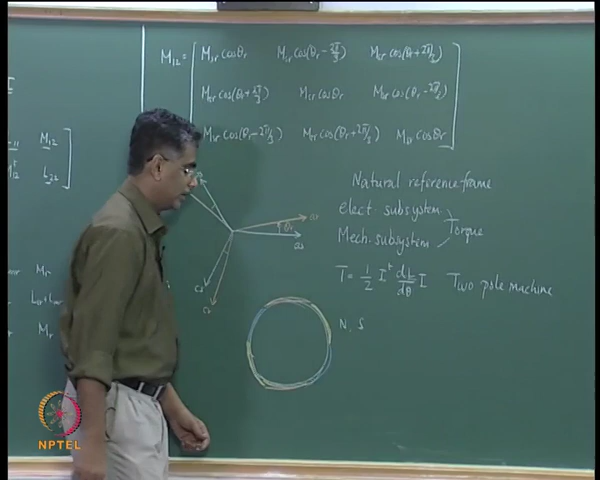 M12 = Msr cosθr Msr cos(θr - 2π/3) Msr cos(θr + 2π/3)
Msr cos(θr + 2π/3) Msr cosθr Msr cos(θr - 2π/3)
Msr cos(θr - 2π/3) Msr cos(θr + 2π/3) Msr cosθr
M12
L22
Natural reference frame
elect. subsystem
Mech. subsystem
Torque
T = 1/2 I^t dL/dθ I Two pole machine
N, S
Mr
Mr
θr
ar
as
NPTEL